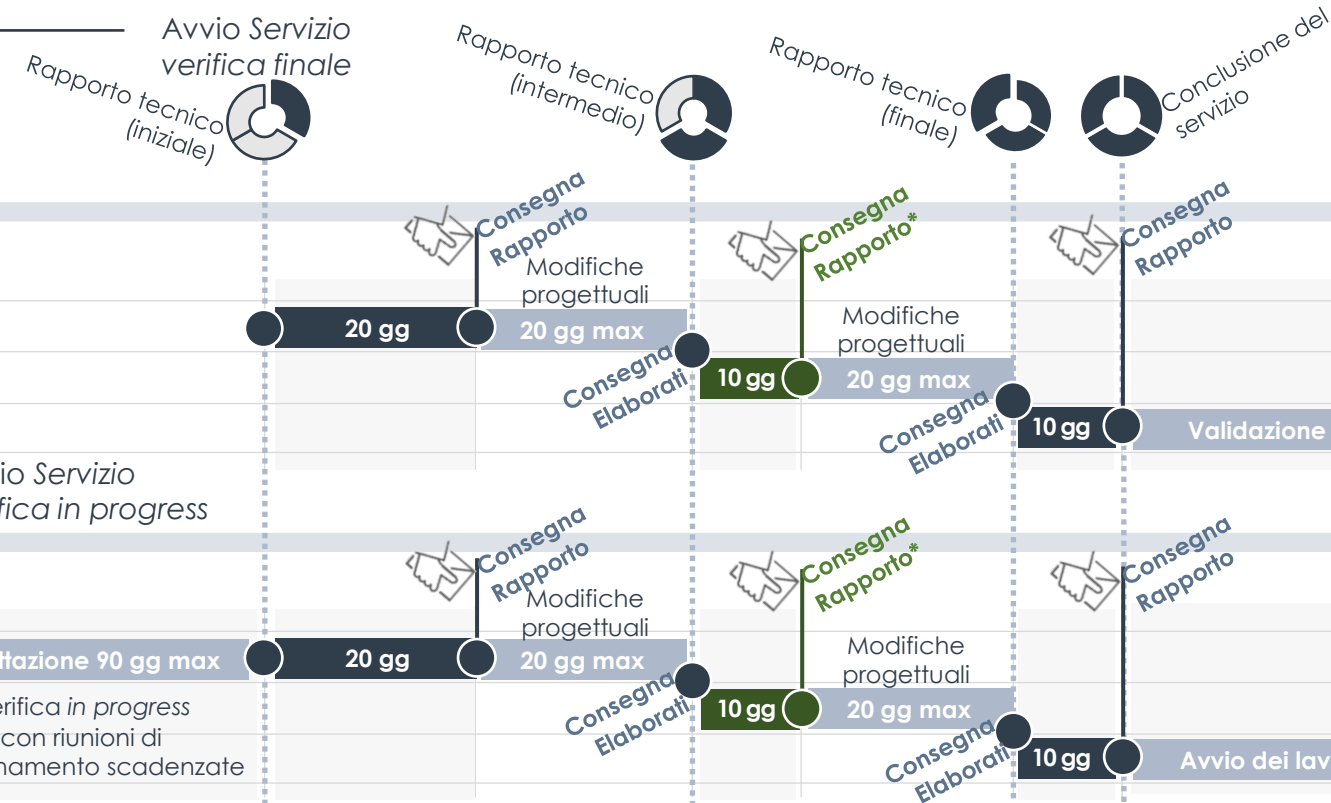 Avvio Servizio
verifica finale
Rapporto tecnico
(iniziale)
Rapporto tecnico
(intermedio)
Rapporto tecnico
(finale)
Conclusione del
servizio
Consegna
Rapporto
Consegna
Rapporto*
Consegna
Rapporto
Modifiche
progettuali
20 gg
20 gg max
Modifiche
progettuali
Consegna
Elaborati
10 gg
20 gg max
Consegna
Elaborati
10 gg
Validazione
io Servizio
fica in progress
Consegna
Rapporto
Consegna
Rapporto*
Consegna
Rapporto
Modifiche
progettuali
ttazione 90 gg max
20 gg
20 gg max
Modifiche
progettuali
Consegna
Elaborati
10 gg
20 gg max
erifica in progress
con riunioni di
namento scadenzate
Consegna
Elaborati
10 gg
Avvio dei lav